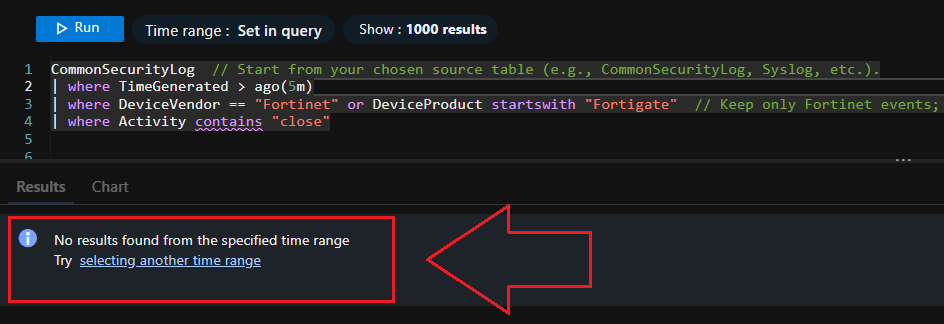 Run Time range : Set in query Show : 1000 results
1 CommonSecurityLog // Start from your chosen source table (e.g., CommonSecurityLog, Syslog, etc.).
2 | where TimeGenerated > ago(5m)
3 | where DeviceVendor == "Fortinet" or DeviceProduct startswith "Fortigate" // Keep only Fortinet events;
4 | where Activity contains "close"
5
6
...
Results Chart
No results found from the specified time range
Try selecting another time range